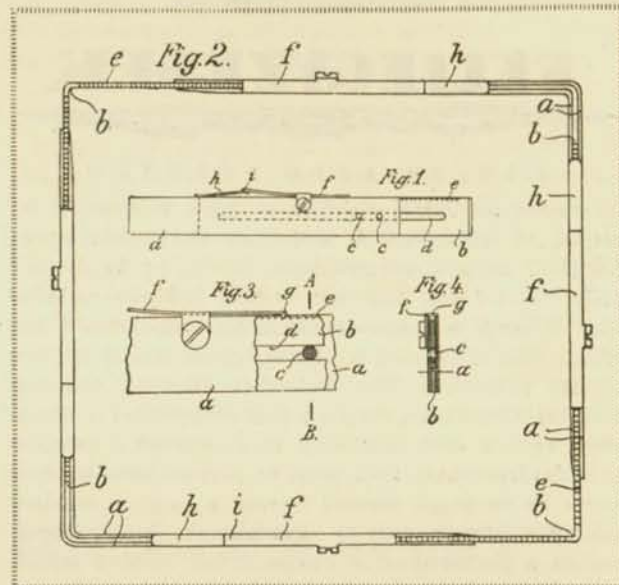 Fig. 2.
e f h
b a
b
h
h i f Fig. 1. e
a c c d b
f Fig. 3. g A e
d b
c a
a
B.
Fig. 4.
f g
c
a
b
f
a
e
b b
a h i f